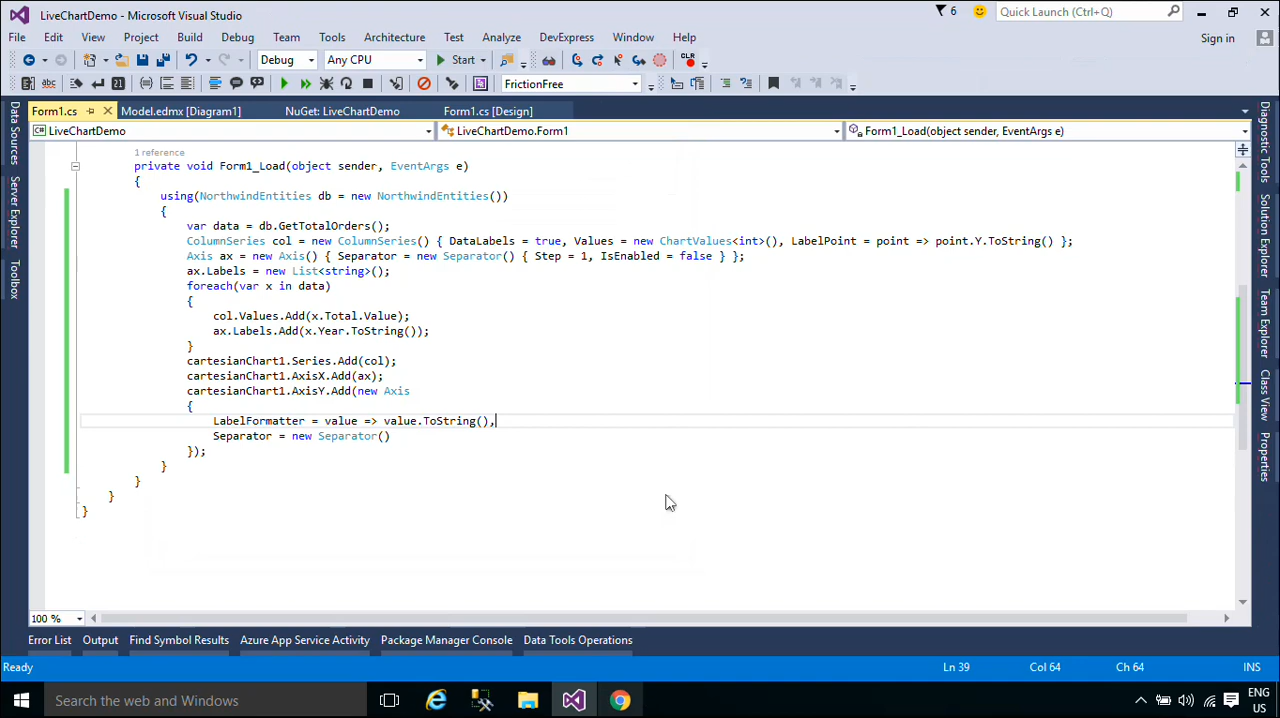 LiveChartDemo - Microsoft Visual Studio
6
Quick Launch (Ctrl+Q)
File Edit View Project Build Debug Team Tools Architecture Test Analyze DevExpress Window Help
Sign in
Debug Any CPU Start CLR
21 abc FrictionFree
Form1.cs Model.edmx [Diagram1] NuGet: LiveChartDemo Form1.cs [Design]
LiveChartDemo LiveChartDemo.Form1 Form1_Load(object sender, EventArgs e)
Data Sources
Server Explorer
Toolbox
1 reference
private void Form1_Load(object sender, EventArgs e)
{
using(NorthwindEntities db = new NorthwindEntities())
{
var data = db.GetTotalOrders();
ColumnSeries col = new ColumnSeries() { DataLabels = true, Values = new ChartValues<int>(), LabelPoint = point => point.Y.ToString() };
Axis ax = new Axis() { Separator = new Separator() { Step = 1, IsEnabled = false } };
ax.Labels = new List<string>();
foreach(var x in data)
{
col.Values.Add(x.Total.Value);
ax.Labels.Add(x.Year.ToString());
}
cartesianChart1.Series.Add(col);
cartesianChart1.AxisX.Add(ax);
cartesianChart1.AxisY.Add(new Axis
{
LabelFormatter = value => value.ToString(),
Separator = new Separator()
});
}
}
}
}
Diagnostic Tools
Solution Explorer
Team Explorer
Class View
Properties
100 %
Error List Output Find Symbol Results Azure App Service Activity Package Manager Console Data Tools Operations
Ready Ln 39 Col 64 Ch 64 INS
Search the web and Windows
ENG
US